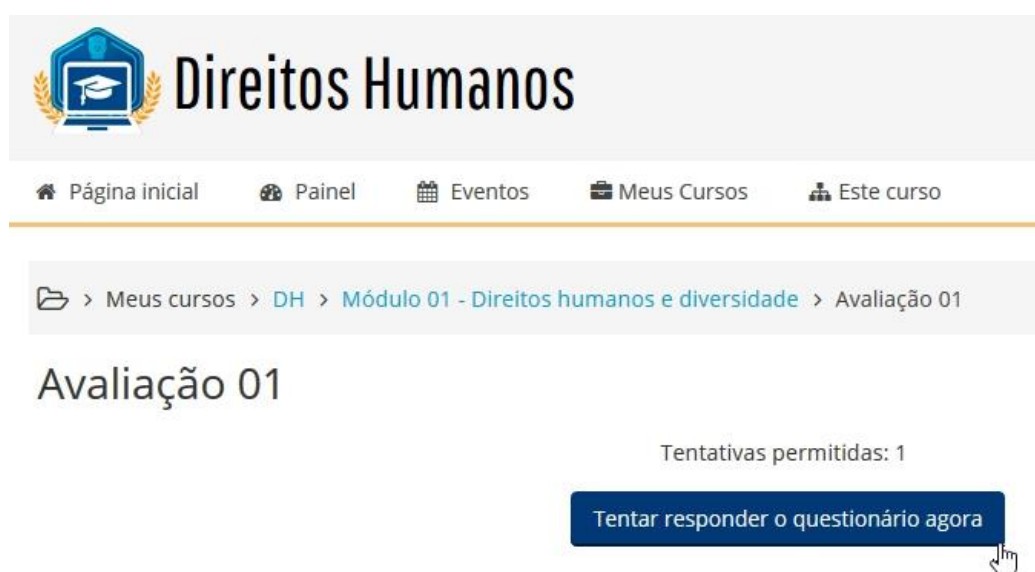 Direitos Humanos
Página inicial Painel Eventos Meus Cursos Este curso
> Meus cursos > DH > Módulo 01 - Direitos humanos e diversidade > Avaliação 01
Avaliação 01
Tentativas permitidas: 1
Tentar responder o questionário agora